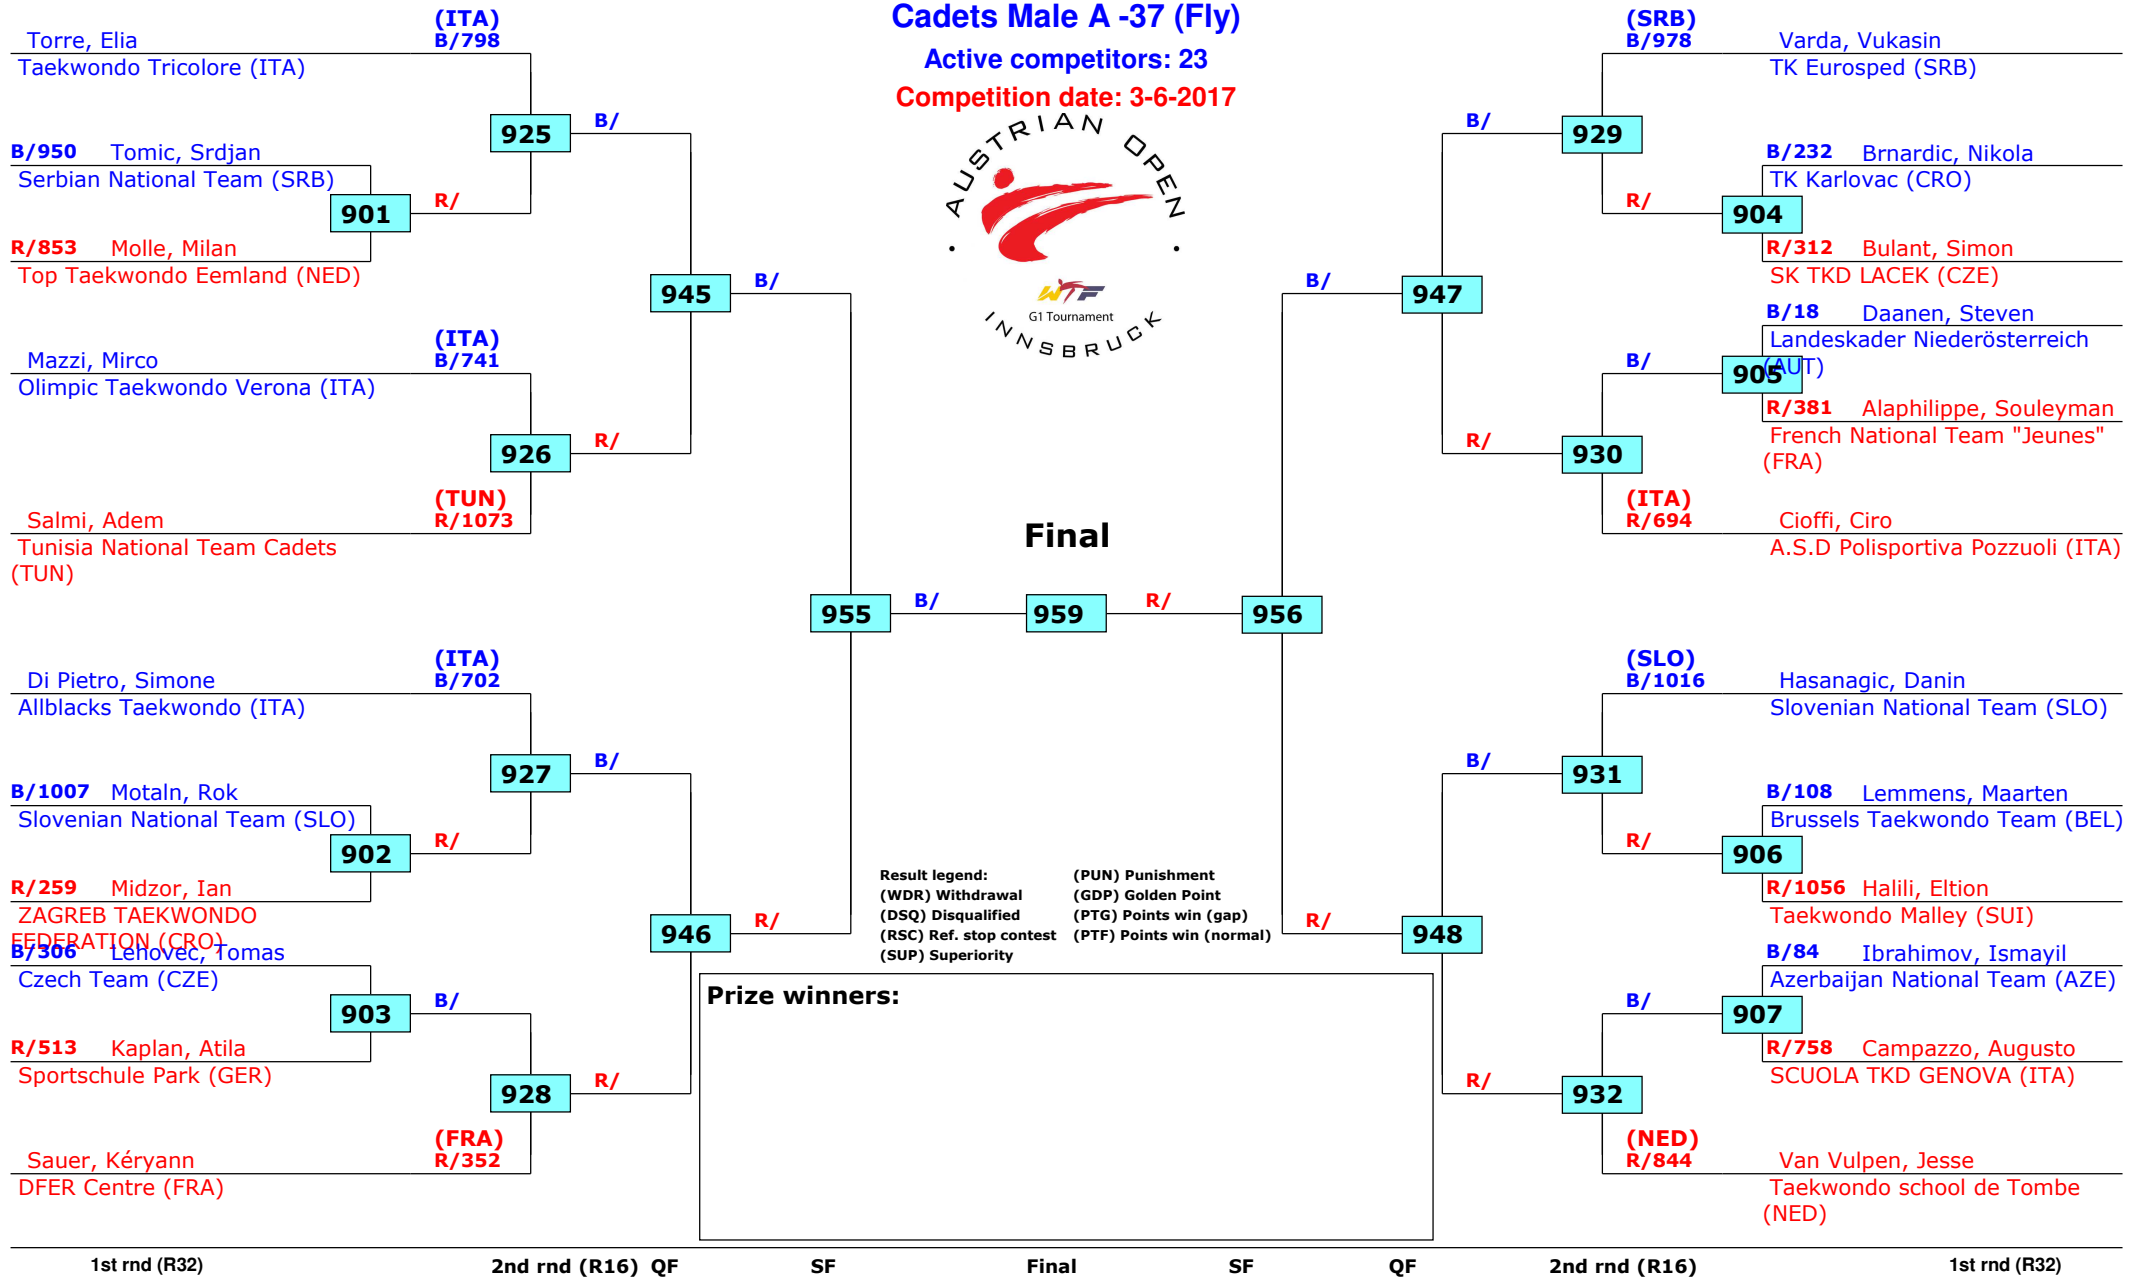 Cadets Male A -37 (Fly)
Active competitors: 23
Competition date: 3-6-2017
AUSTRIAN OPEN
WTF
G1 Tournament
INNSBRUCK
(ITA)
Torre, Elia B/798
Taekwondo Tricolore (ITA)
925 B/
B/950 Tomic, Srdjan
Serbian National Team (SRB)
901 R/
R/853 Molle, Milan
Top Taekwondo Eemland (NED)
945 B/
(ITA)
Mazzi, Mirco B/741
Olimpic Taekwondo Verona (ITA)
926 R/
(TUN)
Salmi, Adem R/1073
Tunisia National Team Cadets
(TUN)
955 B/
(ITA)
Di Pietro, Simone B/702
Allblacks Taekwondo (ITA)
927 B/
B/1007 Motaln, Rok
Slovenian National Team (SLO)
902 R/
R/259 Midzor, Ian
ZAGREB TAEKWONDO
FEDERATION (CRO)
946 R/
B/306 Lehovec, Tomas
Czech Team (CZE)
903 B/
R/513 Kaplan, Atila
Sportschule Park (GER)
928 R/
(FRA)
Sauer, Kéryann R/352
DFER Centre (FRA)
Final
959
(SRB)
B/978 Varda, Vukasin
TK Eurosped (SRB)
B/ 929
B/232 Brnardic, Nikola
TK Karlovac (CRO)
R/ 904
R/312 Bulant, Simon
SK TKD LACEK (CZE)
B/ 947
B/18 Daanen, Steven
Landeskader Niederösterreich
(AUT)
B/ 905
R/381 Alaphilippe, Souleyman
French National Team "Jeunes"
(FRA)
R/ 930
(ITA)
R/694 Cioffi, Ciro
A.S.D Polisportiva Pozzuoli (ITA)
R/ 956
(SLO)
B/1016 Hasanagic, Danin
Slovenian National Team (SLO)
B/ 931
B/108 Lemmens, Maarten
Brussels Taekwondo Team (BEL)
R/ 906
R/1056 Halili, Eltion
Taekwondo Malley (SUI)
R/ 948
B/84 Ibrahimov, Ismayil
Azerbaijan National Team (AZE)
B/ 907
R/758 Campazzo, Augusto
SCUOLA TKD GENOVA (ITA)
R/ 932
(NED)
R/844 Van Vulpen, Jesse
Taekwondo school de Tombe
(NED)
Result legend: (PUN) Punishment
(WDR) Withdrawal (GDP) Golden Point
(DSQ) Disqualified (PTG) Points win (gap)
(RSC) Ref. stop contest (PTF) Points win (normal)
(SUP) Superiority
Prize winners:
1st rnd (R32) 2nd rnd (R16) QF SF Final SF QF 2nd rnd (R16) 1st rnd (R32)